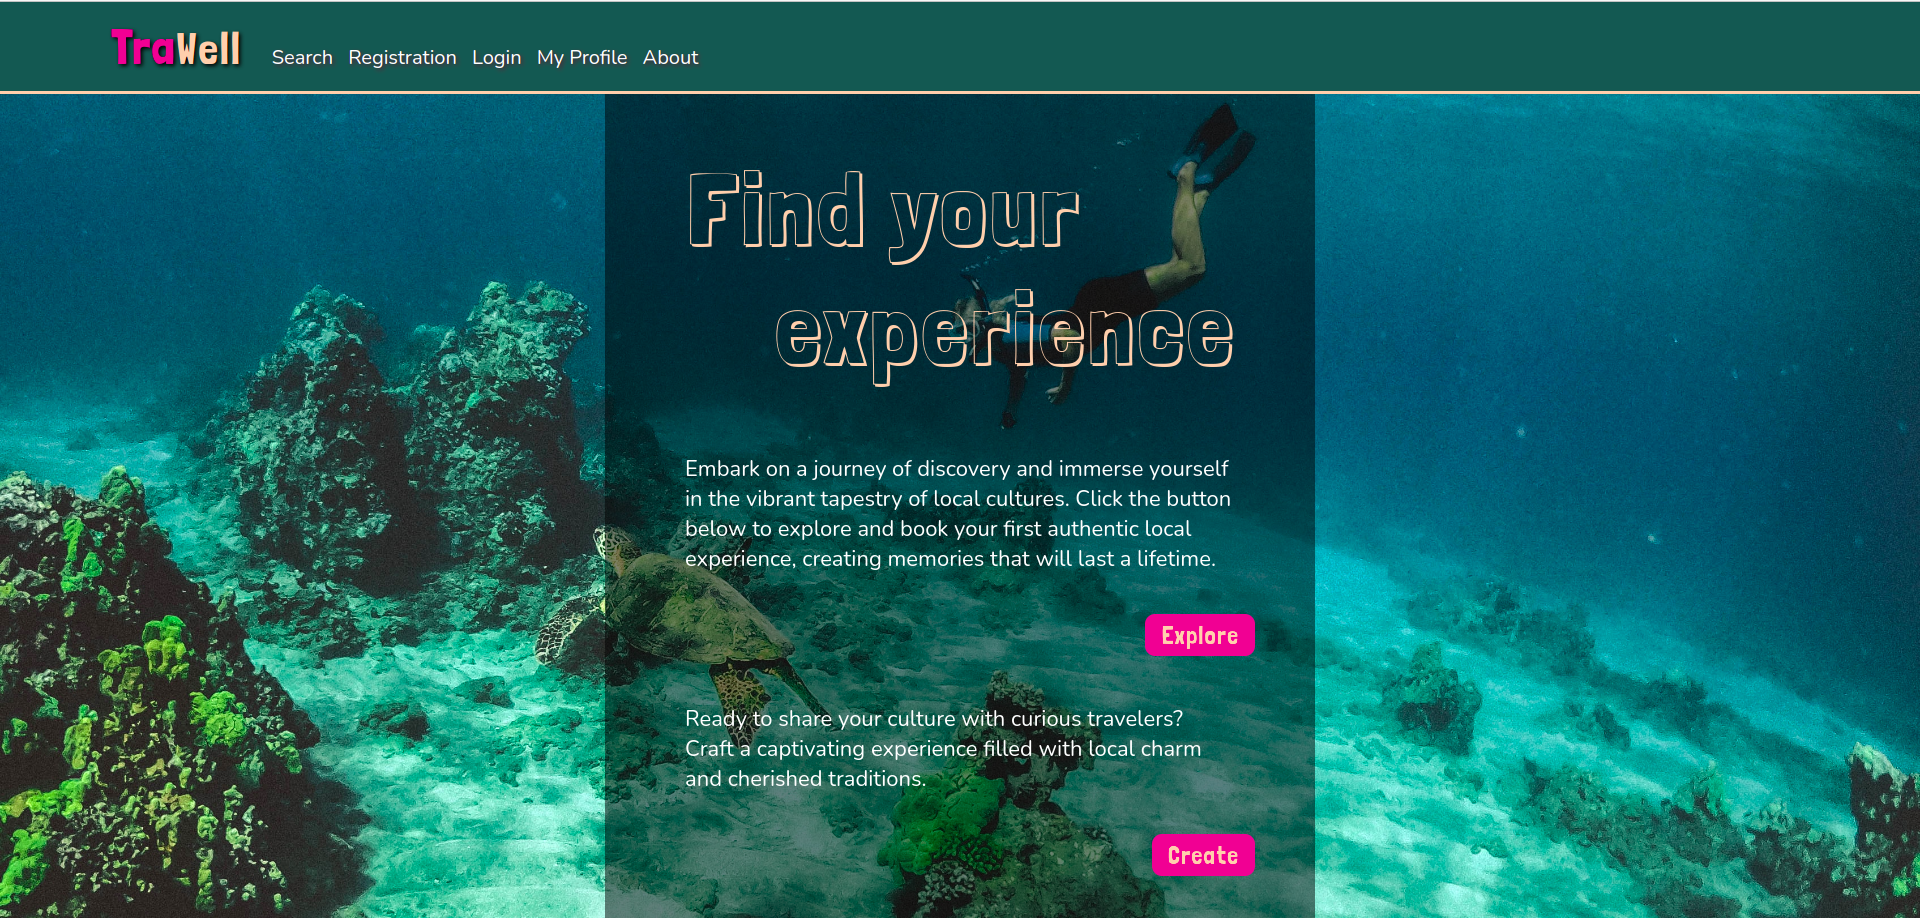 TraWell
Search Registration Login My Profile About
Find your
experience
Embark on a journey of discovery and immerse yourself
in the vibrant tapestry of local cultures. Click the button
below to explore and book your first authentic local
experience, creating memories that will last a lifetime.
Explore
Ready to share your culture with curious travelers?
Craft a captivating experience filled with local charm
and cherished traditions.
Create